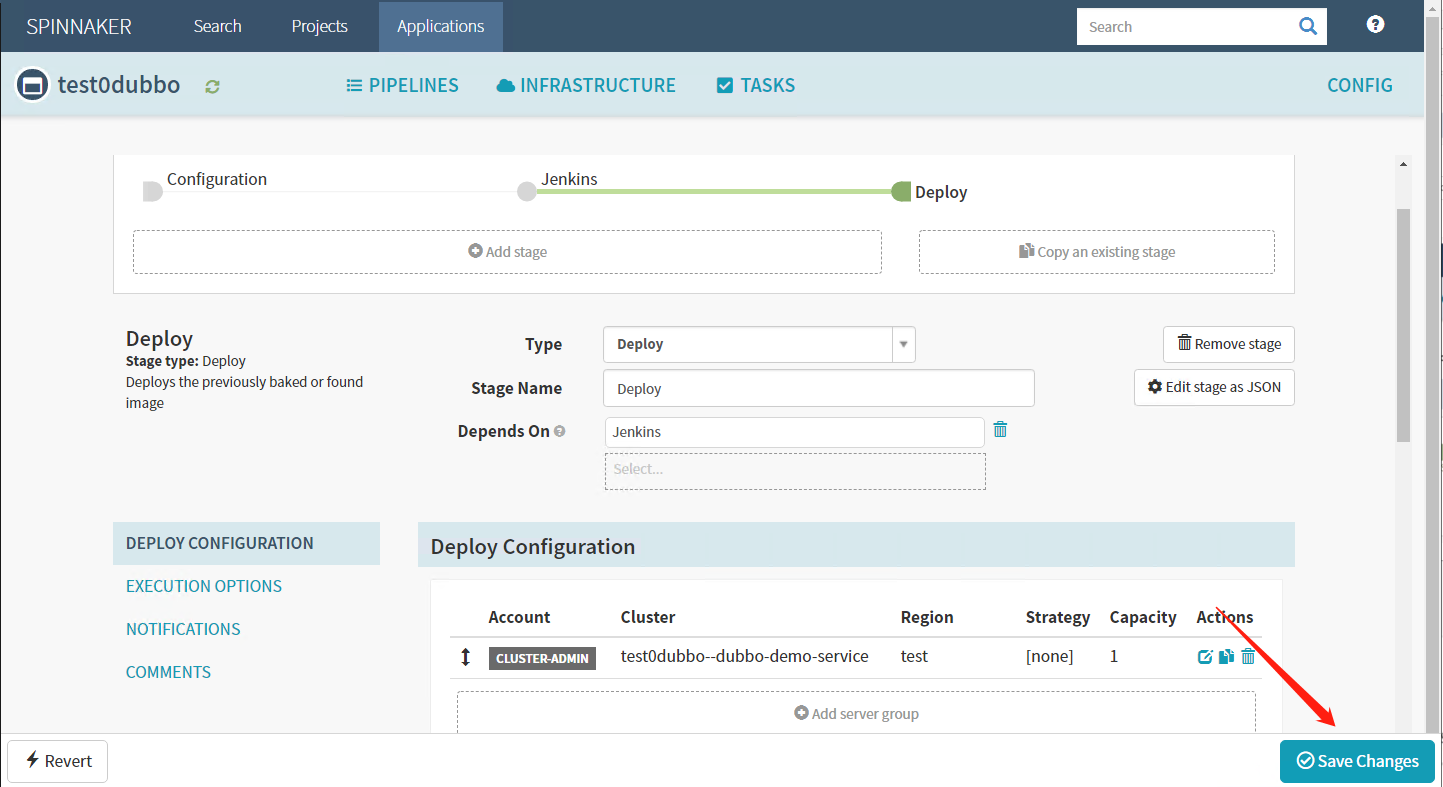 SPINNAKER Search Projects Applications Search
test0dubbo PIPELINES INFRASTRUCTURE TASKS CONFIG
Configuration Jenkins Deploy
Add stage Copy an existing stage
Deploy
Stage type: Deploy
Deploys the previously baked or found
image
Type Deploy Remove stage
Stage Name Deploy Edit stage as JSON
Depends On Jenkins
Select...
DEPLOY CONFIGURATION
EXECUTION OPTIONS
NOTIFICATIONS
COMMENTS
Deploy Configuration
Account Cluster Region Strategy Capacity Actions
CLUSTER-ADMIN test0dubbo--dubbo-demo-service test [none] 1
Add server group
Revert Save Changes